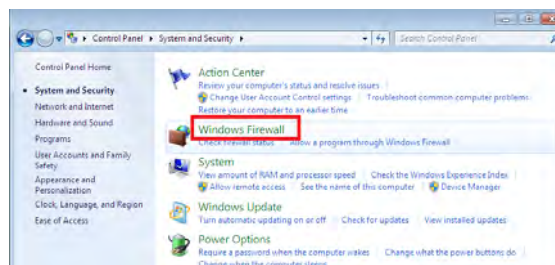 Control Panel ▸ System and Security ▸ Search Control Panel
Control Panel Home
System and Security
Network and Internet
Hardware and Sound
Programs
User Accounts and Family
Safety
Appearance and
Personalization
Clock, Language, and Region
Ease of Access
Action Center
Review your computer's status and resolve issues
Change User Account Control settings Troubleshoot common computer problems
Restore your computer to an earlier time
Windows Firewall
Check firewall status Allow a program through Windows Firewall
System
View amount of RAM and processor speed Check the Windows Experience Index
Allow remote access See the name of this computer Device Manager
Windows Update
Turn automatic updating on or off Check for updates View installed updates
Power Options
Require a password when the computer wakes Change what the power buttons do
Change when the computer sleeps